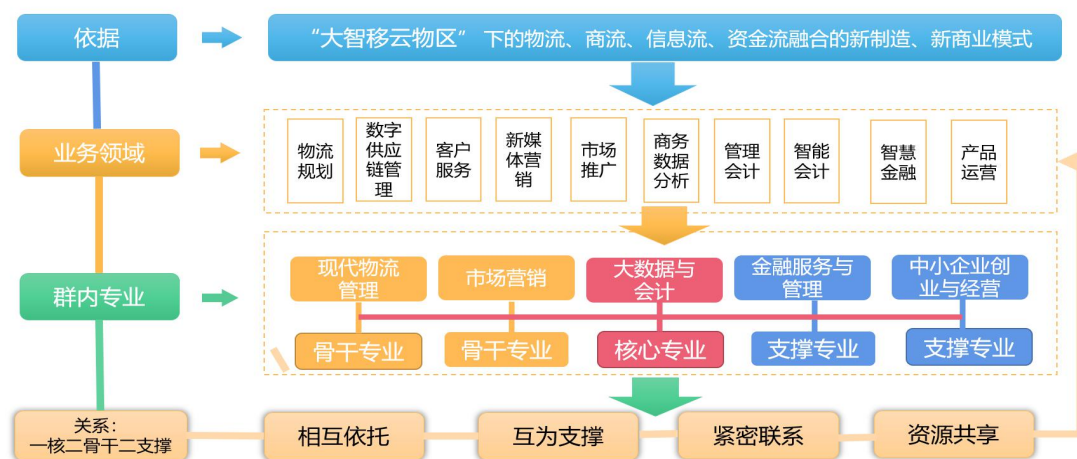 依据
“大智移云物区” 下的物流、商流、信息流、资金流融合的新制造、新商业模式
业务领域
物流
规划
数字
供应
链管
理
客户
服务
新媒
体营
销
市场
推广
商务
数据
分析
管理
会计
智能
会计
智慧
金融
产品
运营
群内专业
现代物流
管理
市场营销
大数据与
会计
金融服务与
管理
中小企业创
业与经营
骨干专业
骨干专业
核心专业
支撑专业
支撑专业
关系：
一核二骨干二支撑
相互依托
互为支撑
紧密联系
资源共享